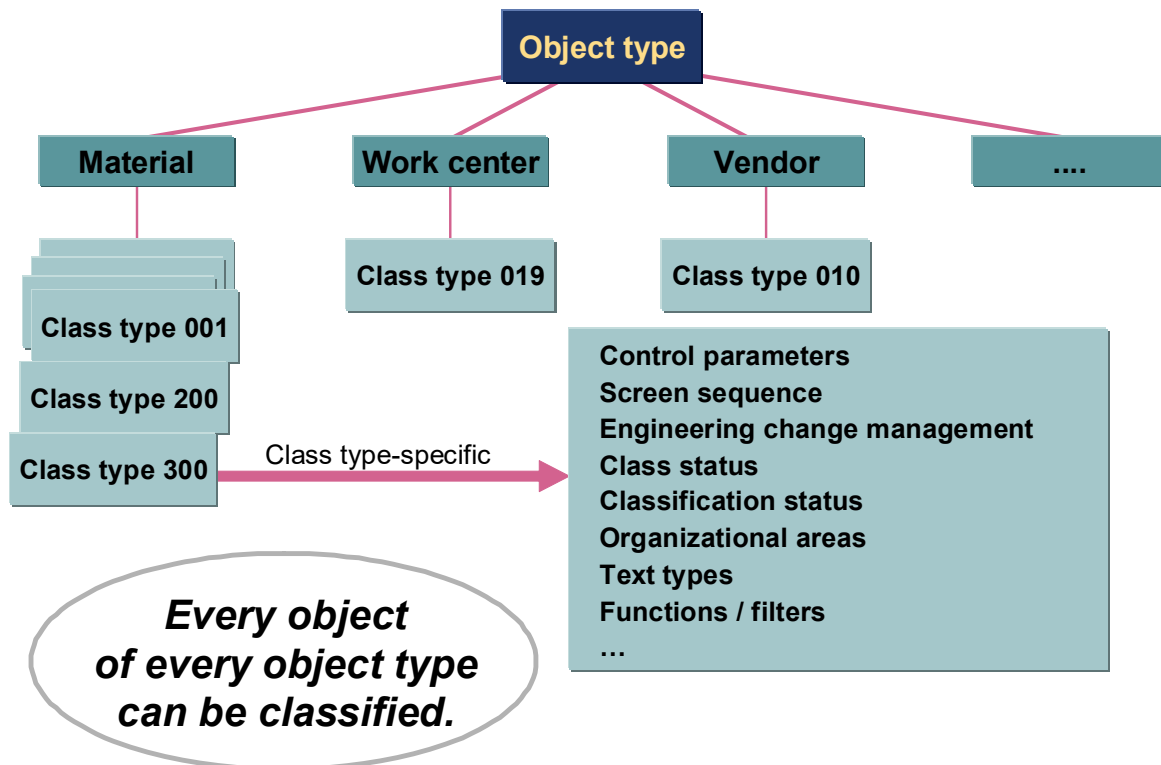 Object type
Material
Work center
Vendor
....
Class type 019
Class type 010
Class type 001
Class type 200
Class type 300
Class type-specific
Control parameters
Screen sequence
Engineering change management
Class status
Classification status
Organizational areas
Text types
Functions / filters
…
Every object
of every object type
can be classified.